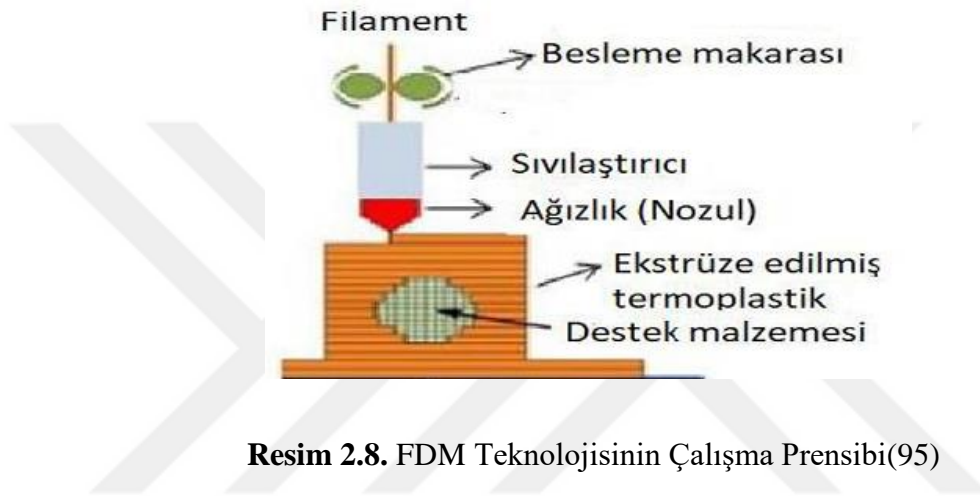 Filament
Besleme makarası
Sıvılaştırıcı
Ağızlık (Nozul)
Ekstrüze edilmiş
termoplastik
Destek malzemesi
Resim 2.8. FDM Teknolojisinin Çalışma Prensibi(95)